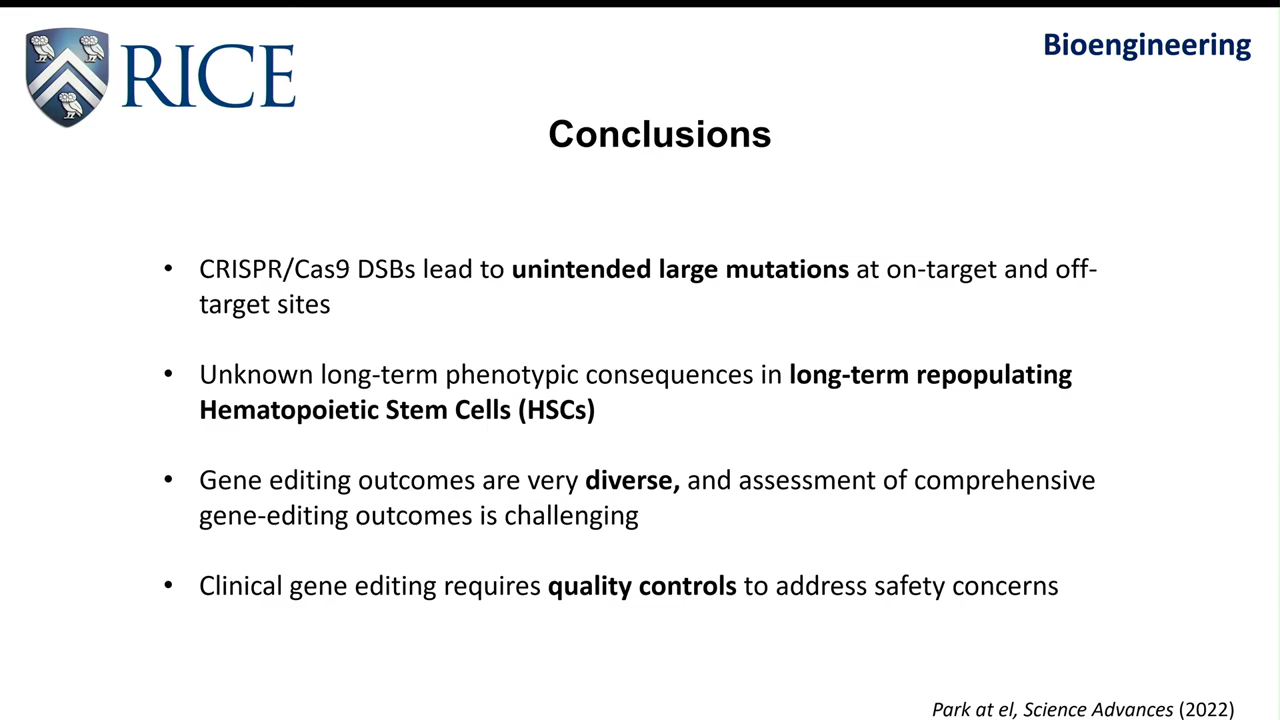 RICE
Bioengineering
Conclusions
• CRISPR/Cas9 DSBs lead to unintended large mutations at on-target and off-
target sites
• Unknown long-term phenotypic consequences in long-term repopulating
Hematopoietic Stem Cells (HSCs)
• Gene editing outcomes are very diverse, and assessment of comprehensive
gene-editing outcomes is challenging
• Clinical gene editing requires quality controls to address safety concerns
Park at el, Science Advances (2022)